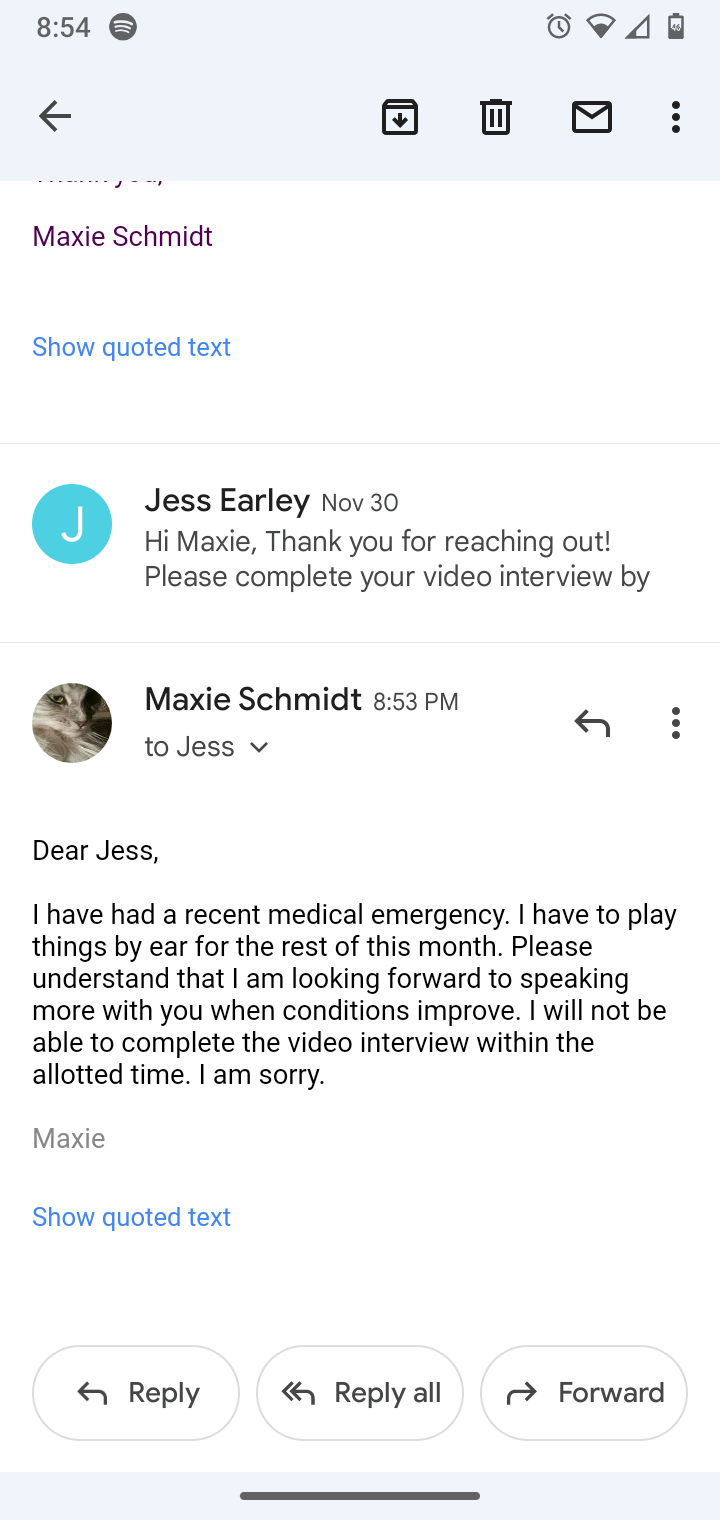 8:54
46
Maxie Schmidt
Show quoted text
J
Jess Earley Nov 30
Hi Maxie, Thank you for reaching out!
Please complete your video interview by
Maxie Schmidt 8:53 PM
to Jess
Dear Jess,
I have had a recent medical emergency. I have to play
things by ear for the rest of this month. Please
understand that I am looking forward to speaking
more with you when conditions improve. I will not be
able to complete the video interview within the
allotted time. I am sorry.
Maxie
Show quoted text
Reply Reply all Forward